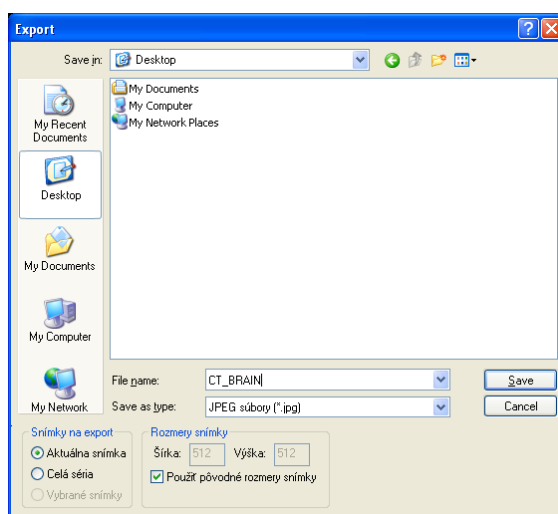 Export
Save in: Desktop
My Recent Documents
Desktop
My Documents
My Computer
My Network
My Documents
My Computer
My Network Places
File name: CT_BRAIN Save
Save as type: JPEG súbory (*.jpg) Cancel
Snímky na export
Aktuálna snímka
Celá séria
Vybrané snímky
Rozmery snímky
Šírka: 512 Výška: 512
Použiť pôvodné rozmery snímky